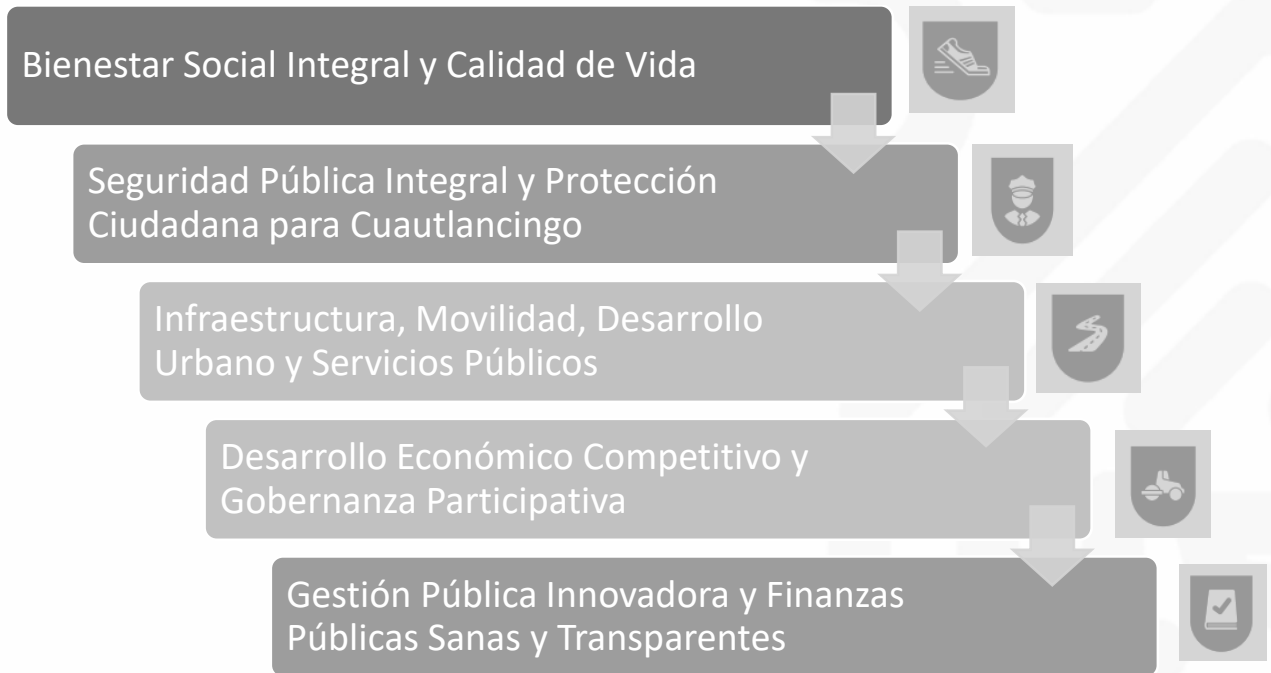 Bienestar Social Integral y Calidad de Vida
Seguridad Pública Integral y Protección
Ciudadana para Cuautlancingo
Infraestructura, Movilidad, Desarrollo
Urbano y Servicios Públicos
Desarrollo Económico Competitivo y
Gobernanza Participativa
Gestión Pública Innovadora y Finanzas
Públicas Sanas y Transparentes